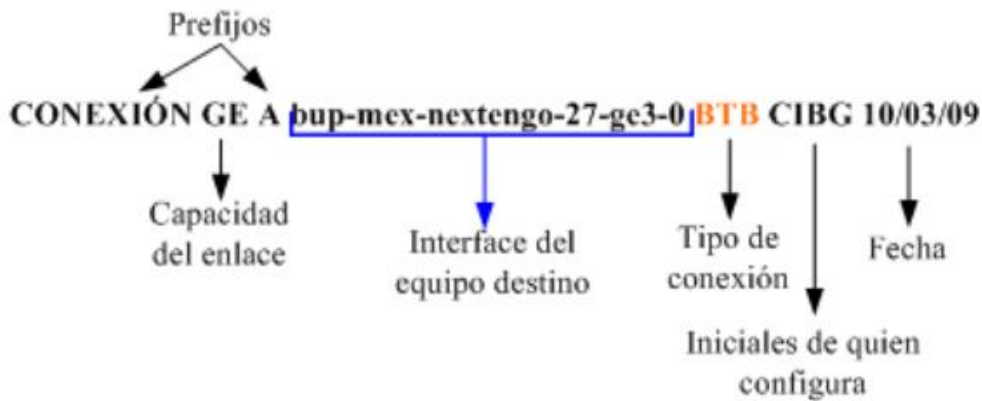 Prefijos
CONEXIÓN GE A bup-mex-nextengo-27-ge3-0 BTB CIBG 10/03/09
Capacidad
del enlace
Interface del
equipo destino
Tipo de
conexión
Fecha
Iniciales de quien
configura